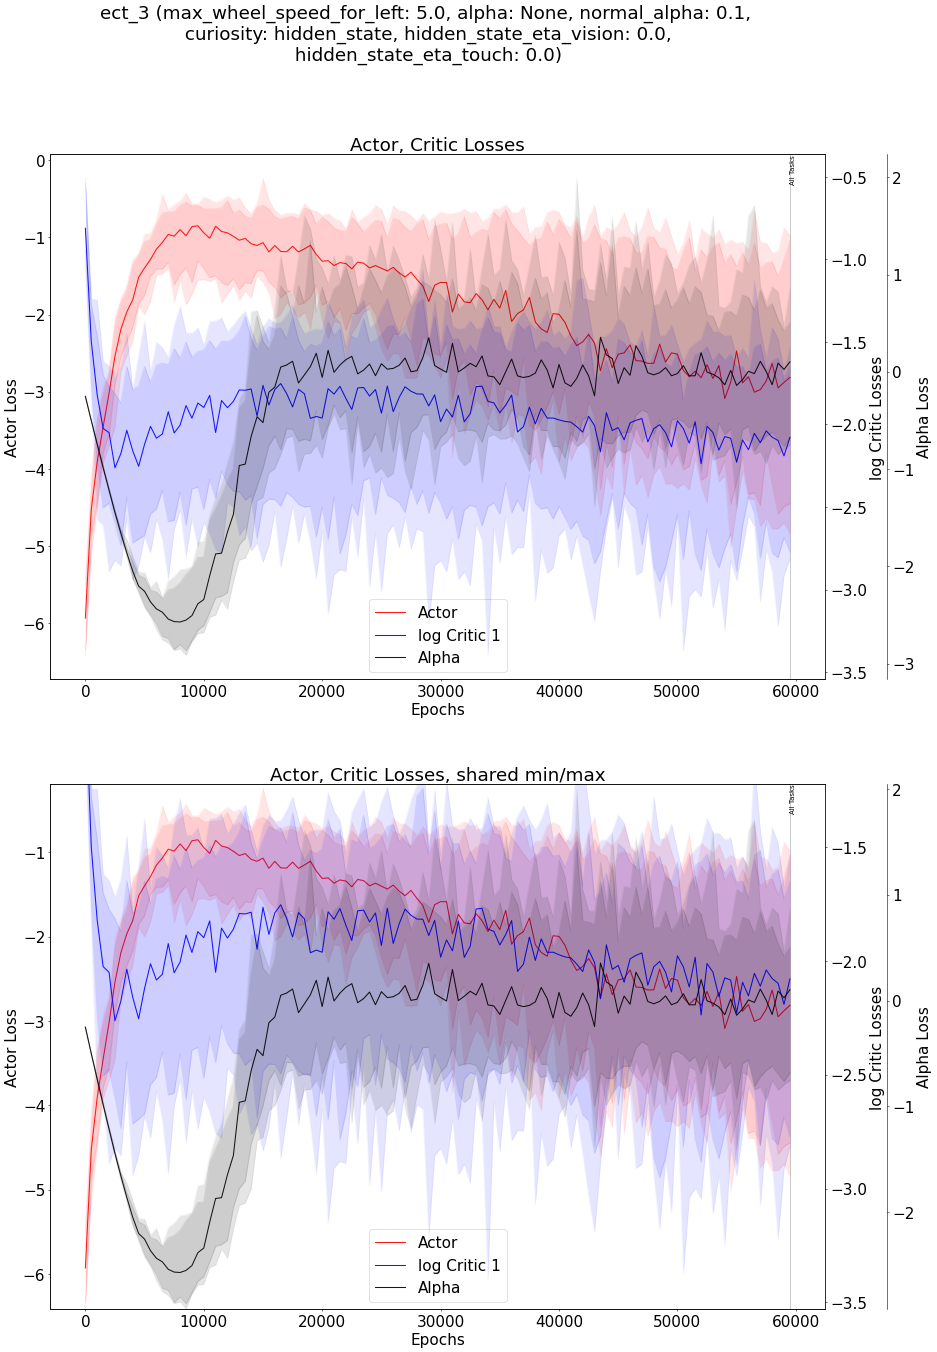 ect_3 (max_wheel_speed_for_left: 5.0, alpha: None, normal_alpha: 0.1,
curiosity: hidden_state, hidden_state_eta_vision: 0.0,
hidden_state_eta_touch: 0.0)
Actor, Critic Losses
All Tasks
0
−1
−2
−3
−4
−5
−6
Actor Loss
−0.5
−1.0
−1.5
−2.0
−2.5
−3.0
−3.5
log Critic Losses
2
1
0
−1
−2
−3
Alpha Loss
Actor
log Critic 1
Alpha
0 10000 20000 30000 40000 50000 60000
Epochs
Actor, Critic Losses, shared min/max
All Tasks
−1
−2
−3
−4
−5
−6
Actor Loss
−1.5
−2.0
−2.5
−3.0
−3.5
log Critic Losses
2
1
0
−1
−2
Alpha Loss
Actor
log Critic 1
Alpha
0 10000 20000 30000 40000 50000 60000
Epochs